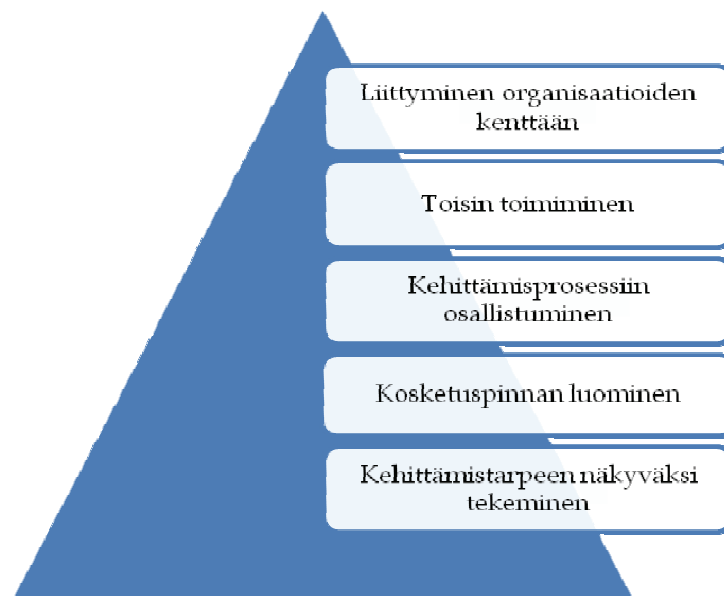 Liittyminen organisaatioiden
kenttään
Toisin toimiminen
Kehittämisprosessiin
osallistuminen
Kosketuspinnan luominen
Kehittämistarpeen näkyväksi
tekeminen